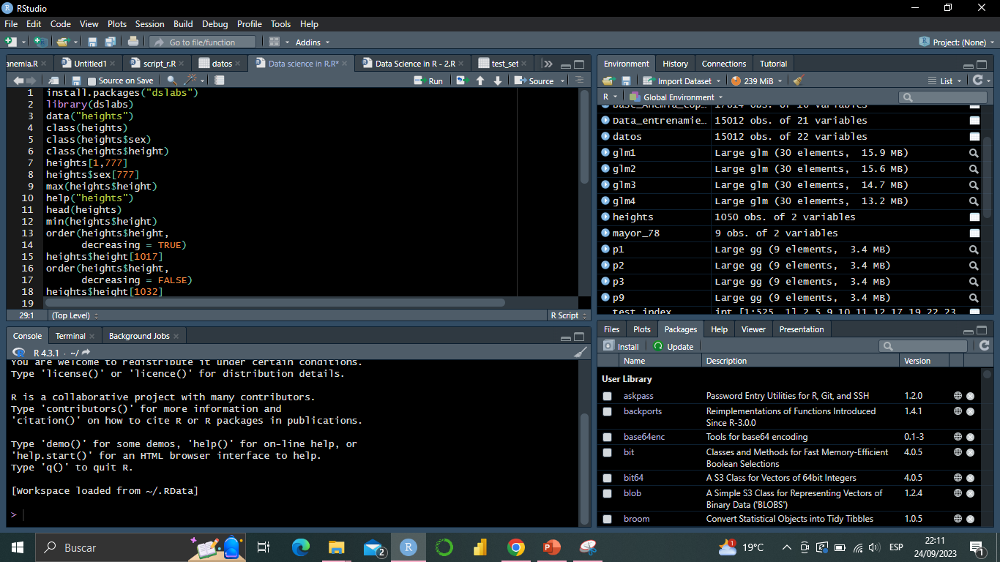 RStudio
File Edit Code View Plots Session Build Debug Profile Tools Help
Go to file/function Addins Project: (None)
anemia.R Untitled1 script_r.R datos Data science in R.R* Data Science in R - 2.R test_set
Source on Save Run Source
1 install.packages("dslabs")
2 library(dslabs)
3 data("heights")
4 class(heights)
5 class(heights$sex)
6 class(heights$height)
7 heights[1,777]
8 heights$sex[777]
9 max(heights$height)
10 help("heights")
11 head(heights)
12 min(heights$height)
13 order(heights$height,
14 decreasing = TRUE)
15 heights$height[1017]
16 order(heights$height,
17 decreasing = FALSE)
18 heights$height[1032]
19
29:1 (Top Level) R Script
Console Terminal Background Jobs
R 4.3.1 · ~/
You are welcome to redistribute it under certain conditions.
Type 'license()' or 'licence()' for distribution details.
R is a collaborative project with many contributors.
Type 'contributors()' for more information and
'citation()' on how to cite R or R packages in publications.
Type 'demo()' for some demos, 'help()' for on-line help, or
'help.start()' for an HTML browser interface to help.
Type 'q()' to quit R.
[Workspace loaded from ~/.RData]
>
Environment History Connections Tutorial
Import Dataset 239 MiB List
R Global Environment
Data_entrenamie… 15012 obs. of 21 variables
datos 15012 obs. of 22 variables
glm1 Large glm (30 elements, 15.9 MB)
glm2 Large glm (30 elements, 15.6 MB)
glm3 Large glm (30 elements, 14.7 MB)
glm4 Large glm (30 elements, 13.2 MB)
heights 1050 obs. of 2 variables
mayor_78 9 obs. of 2 variables
p1 Large gg (9 elements, 3.4 MB)
p2 Large gg (9 elements, 3.4 MB)
p3 Large gg (9 elements, 3.4 MB)
p9 Large gg (9 elements, 3.4 MB)
test_index int [1:525, 1] 2 5 9 10 11 12 17 19 22 23
Files Plots Packages Help Viewer Presentation
Install Update
Name Description Version
User Library
askpass Password Entry Utilities for R, Git, and SSH 1.2.0
backports Reimplementations of Functions Introduced 1.4.1
Since R-3.0.0
base64enc Tools for base64 encoding 0.1-3
bit Classes and Methods for Fast Memory-Efficient 4.0.5
Boolean Selections
bit64 A S3 Class for Vectors of 64bit Integers 4.0.5
blob A Simple S3 Class for Representing Vectors of 1.2.4
Binary Data ('BLOBS')
broom Convert Statistical Objects into Tidy Tibbles 1.0.5
Buscar 2 R 1 19°C ESP 22:11
24/09/2023 1